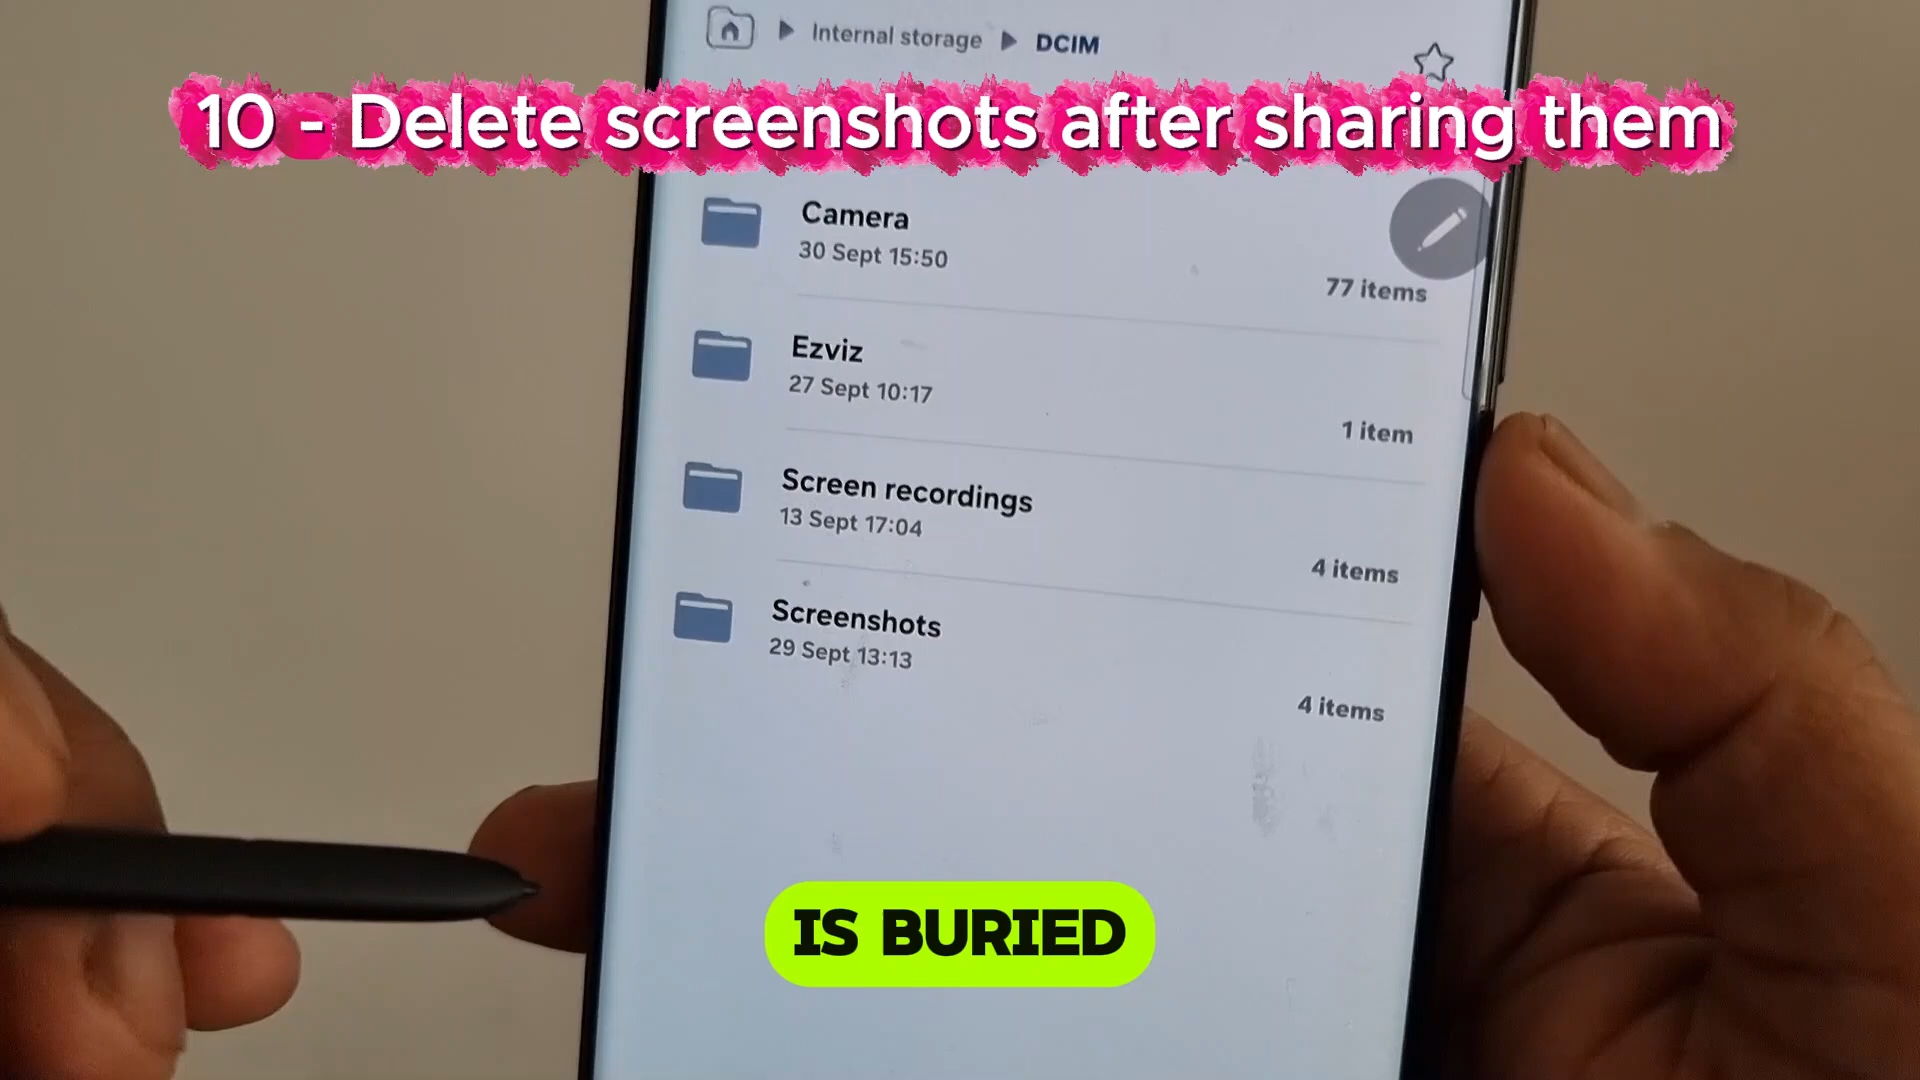 Internal storage DCIM
10 - Delete screenshots after sharing them
Camera
30 Sept 15:50
77 items
Ezviz
27 Sept 10:17
1 item
Screen recordings
13 Sept 17:04
4 items
Screenshots
29 Sept 13:13
4 items
IS BURIED